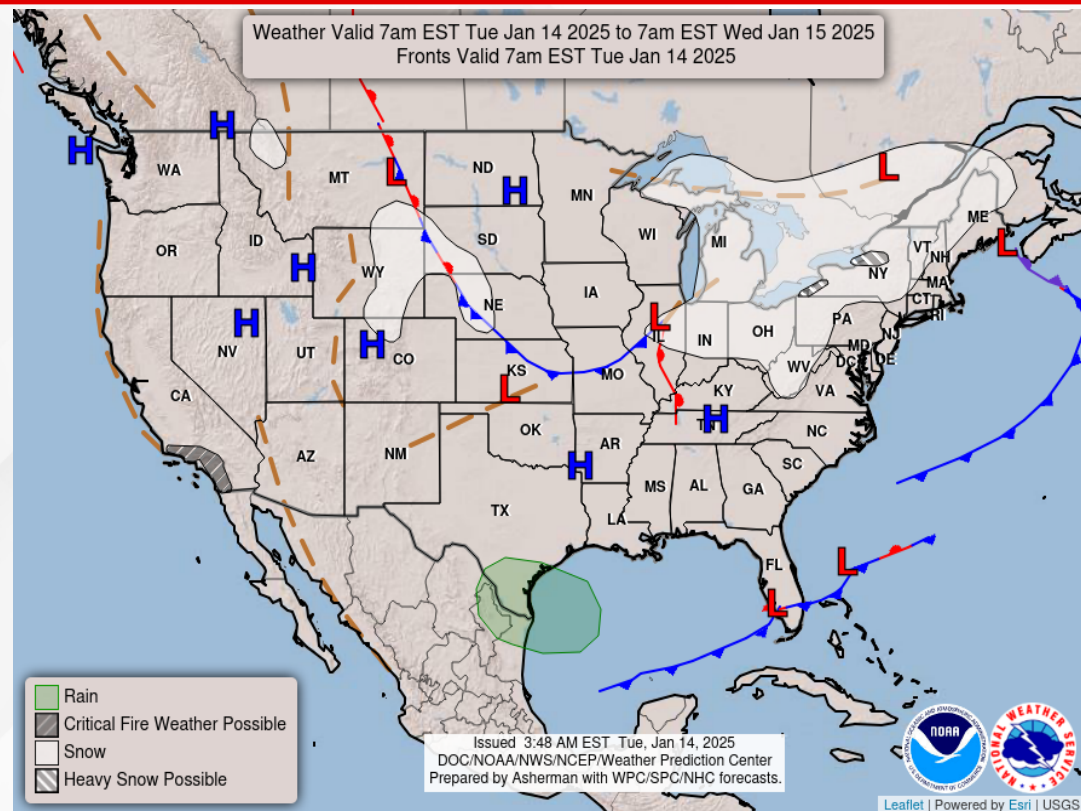 Weather Valid 7am EST Tue Jan 14 2025 to 7am EST Wed Jan 15 2025
Fronts Valid 7am EST Tue Jan 14 2025
H
H
WA
MT
L
ND
H
MN
L
ME
OR
ID
H
WY
SD
WI
MI
VT
NH
L
NY
MA
CT
RI
H
NV
UT
H
CO
NE
IA
L
IL
IN
OH
PA
NJ
MD
DE
DC
WV
VA
CA
KS
L
MO
KY
H
TN
NC
AZ
NM
OK
AR
H
SC
MS
AL
GA
TX
LA
FL
L
L
Rain
Critical Fire Weather Possible
Snow
Heavy Snow Possible
Issued 3:48 AM EST Tue, Jan 14, 2025
DOC/NOAA/NWS/NCEP/Weather Prediction Center
Prepared by Asherman with WPC/SPC/NHC forecasts.
NOAA
NATIONAL WEATHER SERVICE
Leaflet | Powered by Esri | USGS